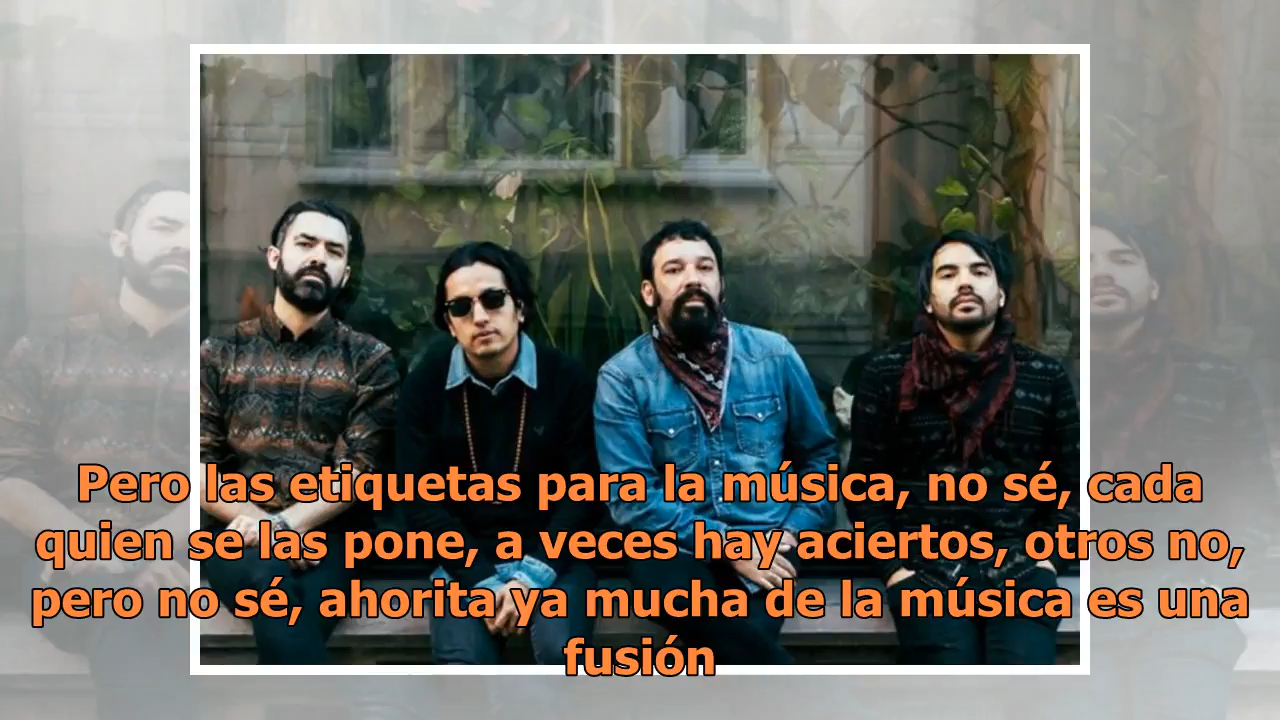 Pero las etiquetas para la música, no sé, cada
quien se las pone, a veces hay aciertos, otros no,
pero no sé, ahorita ya mucha de la música es una
fusión